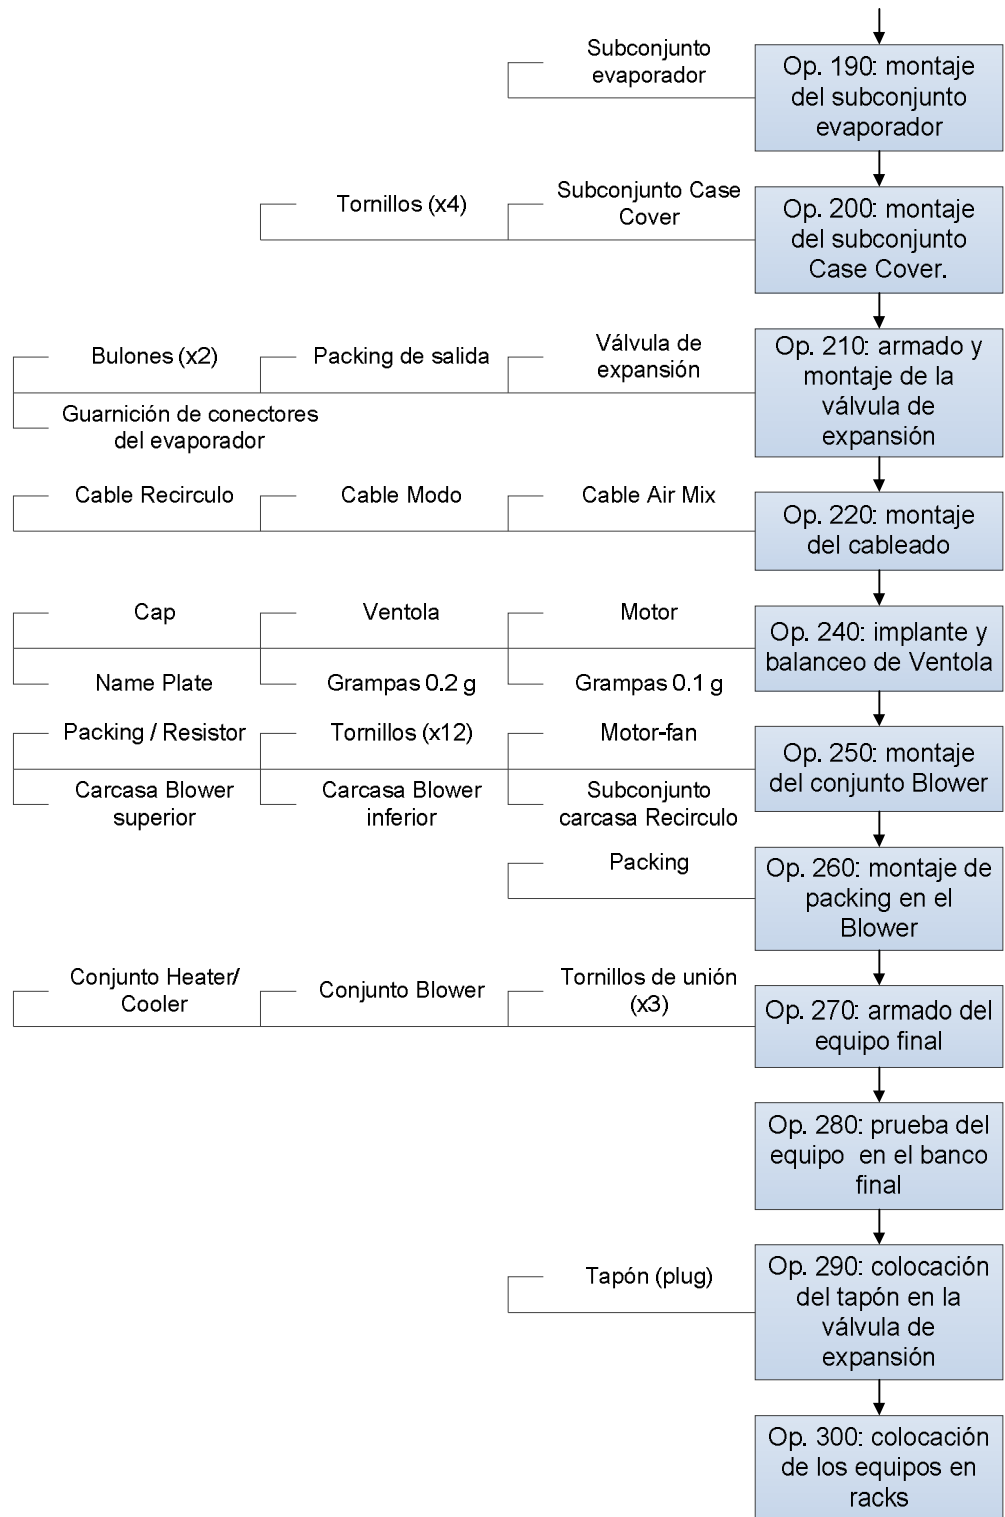 Subconjunto
evaporador
Op. 190: montaje
del subconjunto
evaporador
Tornillos (x4)
Subconjunto Case
Cover
Op. 200: montaje
del subconjunto
Case Cover.
Bulones (x2)
Packing de salida
Válvula de
expansión
Guarnición de conectores
del evaporador
Op. 210: armado y
montaje de la
válvula de
expansión
Cable Recirculo
Cable Modo
Cable Air Mix
Op. 220: montaje
del cableado
Cap
Ventola
Motor
Name Plate
Grampas 0.2 g
Grampas 0.1 g
Op. 240: implante y
balanceo de Ventola
Packing / Resistor
Tornillos (x12)
Motor-fan
Carcasa Blower
superior
Carcasa Blower
inferior
Subconjunto
carcasa Recirculo
Op. 250: montaje
del conjunto Blower
Packing
Op. 260: montaje de
packing en el
Blower
Conjunto Heater/
Cooler
Conjunto Blower
Tornillos de unión
(x3)
Op. 270: armado del
equipo final
Op. 280: prueba del
equipo en el banco
final
Tapón (plug)
Op. 290: colocación
del tapón en la
válvula de
expansión
Op. 300: colocación
de los equipos en
racks